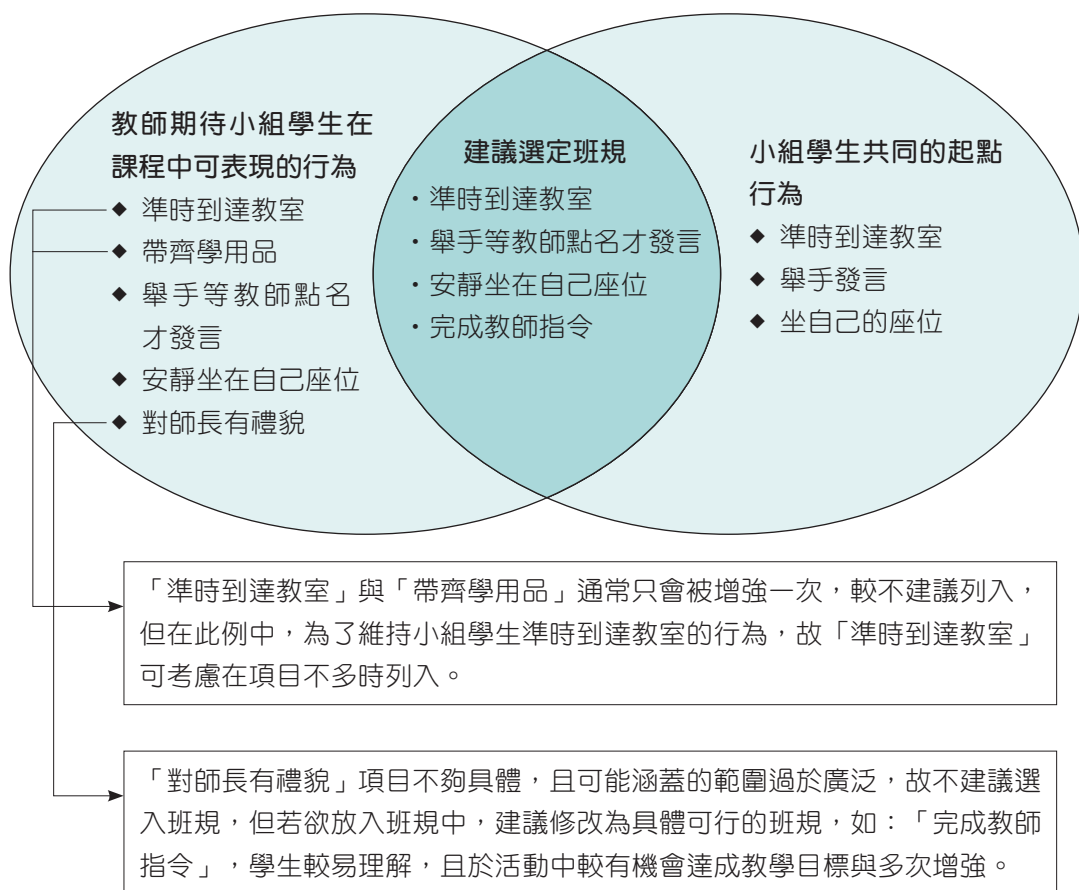 教師期待小組學生在
課程中可表現的行為
◆ 準時到達教室
◆ 帶齊學用品
◆ 舉手等教師點名
才發言
◆ 安靜坐在自己座位
◆ 對師長有禮貌
建議選定班規
・準時到達教室
・舉手等教師點名才發言
・安靜坐在自己座位
・完成教師指令
小組學生共同的起點
行為
◆ 準時到達教室
◆ 舉手發言
◆ 坐自己的座位
「準時到達教室」與「帶齊學用品」通常只會被增強一次，較不建議列入，
但在此例中，為了維持小組學生準時到達教室的行為，故「準時到達教室」
可考慮在項目不多時列入。
「對師長有禮貌」項目不夠具體，且可能涵蓋的範圍過於廣泛，故不建議選
入班規，但若欲放入班規中，建議修改為具體可行的班規，如：「完成教師
指令」，學生較易理解，且於活動中較有機會達成教學目標與多次增強。